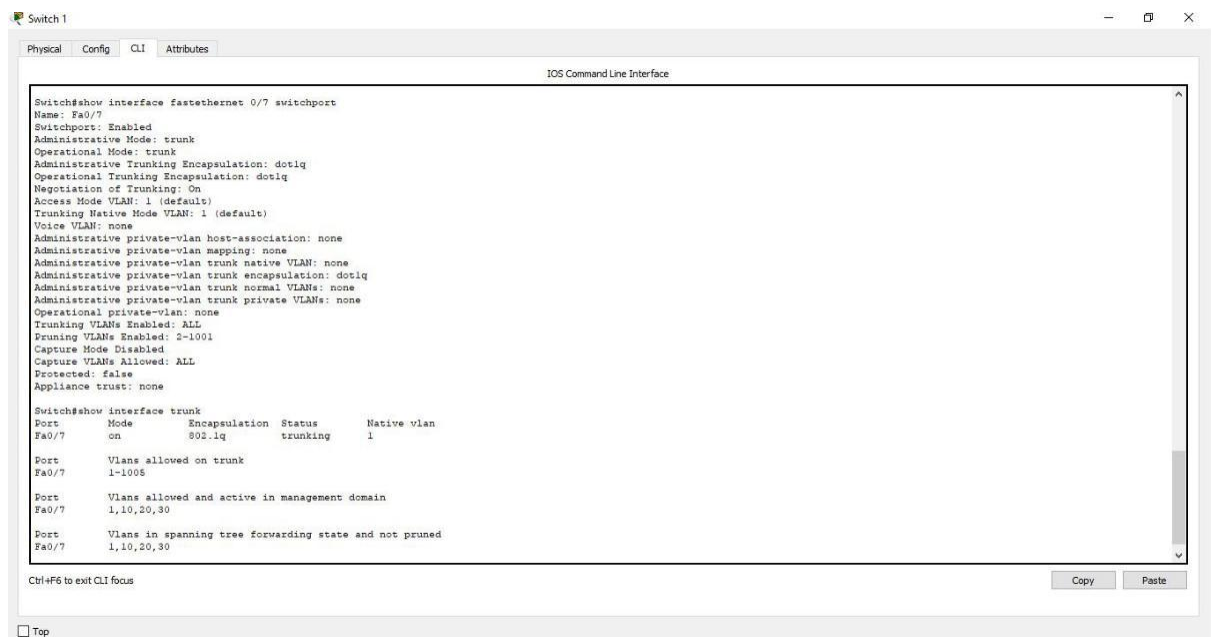 Switch 1
Physical Config CLI Attributes
IOS Command Line Interface
Switch#show interface fastethernet 0/7 switchport
Name: Fa0/7
Switchport: Enabled
Administrative Mode: trunk
Operational Mode: trunk
Administrative Trunking Encapsulation: dot1q
Operational Trunking Encapsulation: dot1q
Negotiation of Trunking: On
Access Mode VLAN: 1 (default)
Trunking Native Mode VLAN: 1 (default)
Voice VLAN: none
Administrative private-vlan host-association: none
Administrative private-vlan mapping: none
Administrative private-vlan trunk native VLAN: none
Administrative private-vlan trunk encapsulation: dot1q
Administrative private-vlan trunk normal VLANs: none
Administrative private-vlan trunk private VLANs: none
Operational private-vlan: none
Trunking VLANs Enabled: ALL
Pruning VLANs Enabled: 2-1001
Capture Mode Disabled
Capture VLANs Allowed: ALL
Protected: false
Appliance trust: none
Switch#show interface trunk
Port Mode Encapsulation Status Native vlan
Fa0/7 on 802.1q trunking 1
Port Vlans allowed on trunk
Fa0/7 1-1005
Port Vlans allowed and active in management domain
Fa0/7 1,10,20,30
Port Vlans in spanning tree forwarding state and not pruned
Fa0/7 1,10,20,30
Ctrl+F6 to exit CLI focus
Copy Paste
Top